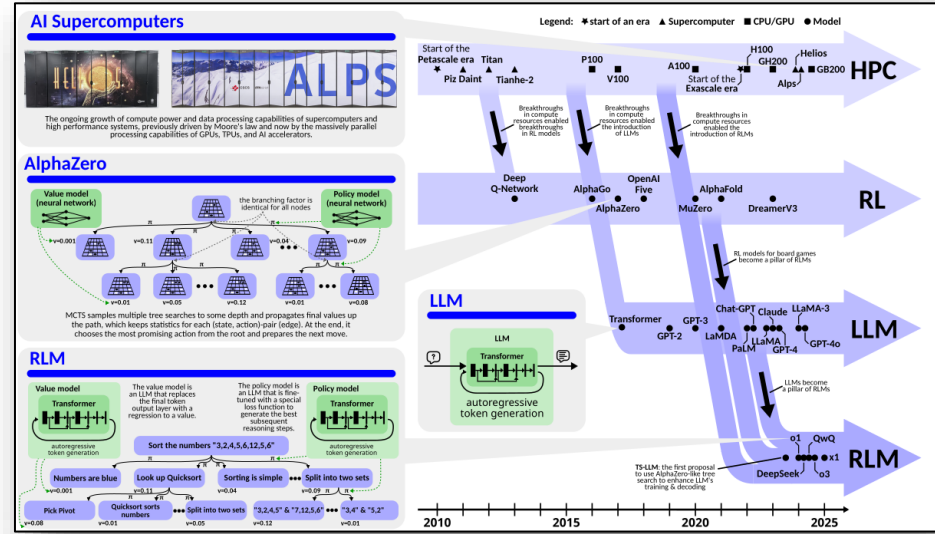 AI Supercomputers
HELIOS
ALPS
The ongoing growth of compute power and data processing capabilities of supercomputers and
high performance systems, previously driven by Moore's law and now by the massively parallel
processing capabilities of GPUs, TPUs, and AI accelerators.
AlphaZero
Value model
(neural network)
the branching factor is
identical for all nodes
Policy model
(neural network)
π
π
v=0.001
v=0.11
v=0.04
v=0.09
π
π
π
π
v=0.01
v=0.05
v=0.12
v=0.01
v=0.08
MCTS samples multiple tree searches to some depth and propagates final values up
the path, which keeps statistics for each (state, action)-pair (edge). At the end, it
chooses the most promising action from the root and prepares the next move.
RLM
Value model
Transformer
autoregressive
token generation
The value model is
an LLM that replaces
the final token
output layer with a
regression to a value.
The policy model is
an LLM that is fine-
tuned with a special
loss function to
generate the best
subsequent
reasoning steps.
Policy model
Transformer
autoregressive
token generation
Sort the numbers "3,2,4,5,6,12,5,6"
π
π
Numbers are blue
Look up Quicksort
Sorting is simple
Split into two sets
v=0.001
v=0.11
v=0.04
v=0.09
π
π
π
π
Pick Pivot
Quicksort sorts
numbers
Split into two sets
"3,2,4,5" & "7,12,5,6"
"3,4" & "5,2"
v=0.08
v=0.01
v=0.05
v=0.12
v=0.01
LLM
LLM
Transformer
?
autoregressive
token generation
Legend: start of an era
Supercomputer
CPU/GPU
Model
Start of the
Petascale era
Piz Daint
Titan
Tianhe-2
P100
V100
A100
Start of the
Exascale era
H100
GH200
Helios
Alps
GB200
HPC
Breakthroughs
in compute
resources enabled
breakthroughs
in RL models
Breakthroughs
in compute
resources enabled
the introduction
of LLMs
Breakthroughs in
compute resources
enabled the
introduction of RLMs
Deep
Q-Network
AlphaGo
AlphaZero
OpenAI
Five
MuZero
AlphaFold
DreamerV3
RL
RL models for board games
become a pillar of RLMs
Transformer
GPT-2
GPT-3
LaMDA
Chat-GPT
PaLM
LLaMA
Claude
GPT-4
LLaMA-3
GPT-4o
LLM
LLMs become
a pillar of RLMs
TS-LLM: the first proposal
to use AlphaZero-like tree
search to enhance LLM's
training & decoding
o1
QwQ
x1
DeepSeek
o3
RLM
2010
2015
2020
2025